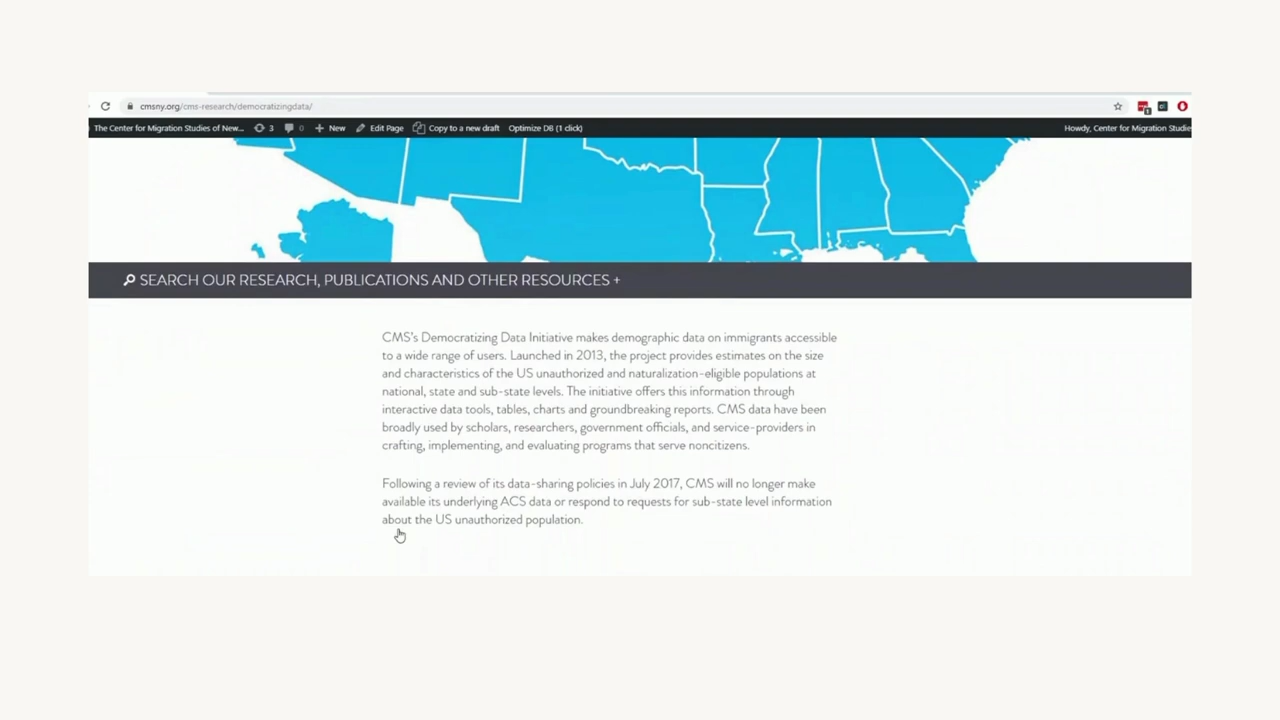 cmsny.org/cms-research/democratizingdata/
The Center for Migration Studies of New... 3 0 New Edit Page Copy to a new draft Optimize DB (1 click) Howdy, Center for Migration Studie
SEARCH OUR RESEARCH, PUBLICATIONS AND OTHER RESOURCES +
CMS's Democratizing Data Initiative makes demographic data on immigrants accessible
to a wide range of users. Launched in 2013, the project provides estimates on the size
and characteristics of the US unauthorized and naturalization-eligible populations at
national, state and sub-state levels. The initiative offers this information through
interactive data tools, tables, charts and groundbreaking reports. CMS data have been
broadly used by scholars, researchers, government officials, and service-providers in
crafting, implementing, and evaluating programs that serve noncitizens.
Following a review of its data-sharing policies in July 2017, CMS will no longer make
available its underlying ACS data or respond to requests for sub-state level information
about the US unauthorized population.